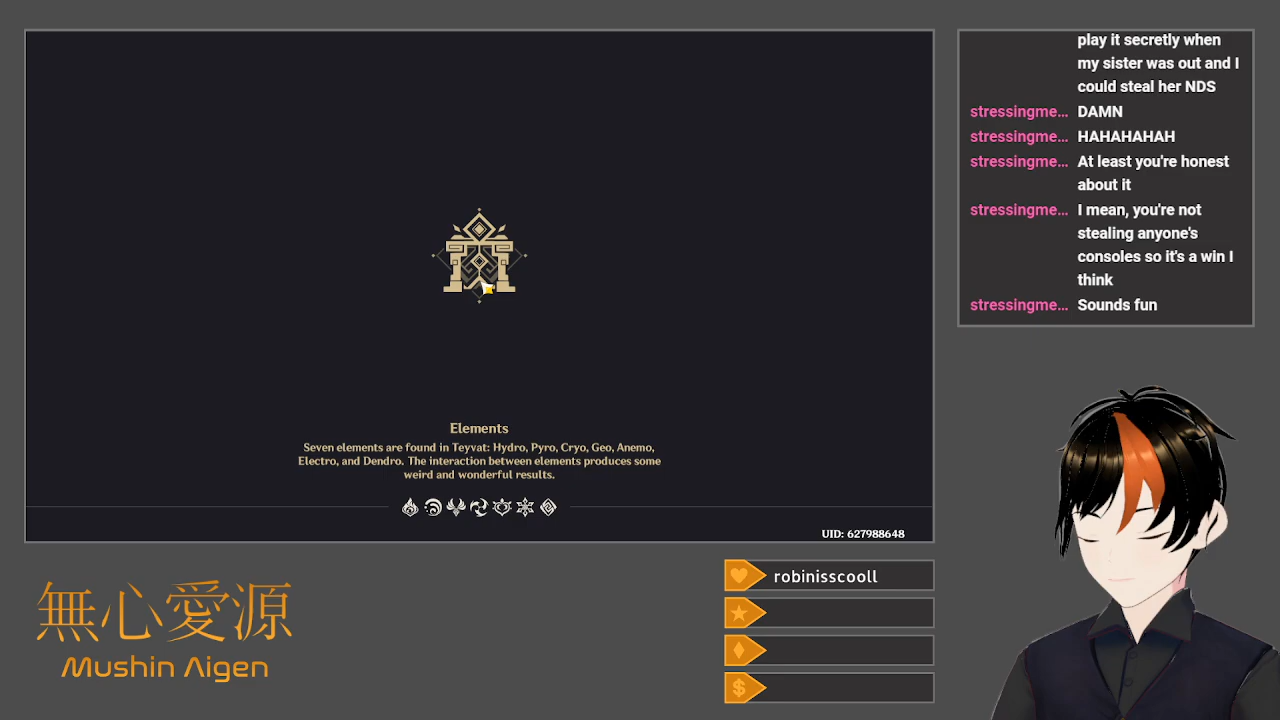 play it secretly when
my sister was out and I
could steal her NDS
stressingme... DAMN
stressingme... HAHAHAHAH
stressingme... At least you're honest
about it
stressingme... I mean, you're not
stealing anyone's
consoles so it's a win I
think
stressingme... Sounds fun
Elements
Seven elements are found in Teyvat: Hydro, Pyro, Cryo, Geo, Anemo,
Electro, and Dendro. The interaction between elements produces some
weird and wonderful results.
UID: 627988648
無心愛源
Mushin Aigen
robinisscooll